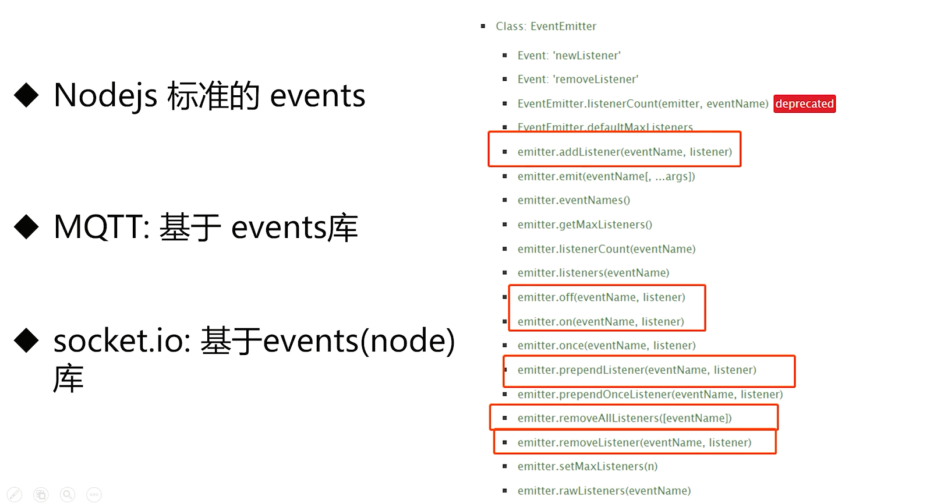 Nodejs 标准的 events
MQTT: 基于 events库
socket.io: 基于events(node)
库
Class: EventEmitter
Event: 'newListener'
Event: 'removeListener'
EventEmitter.listenerCount(emitter, eventName) deprecated
EventEmitter.defaultMaxListeners
emitter.addListener(eventName, listener)
emitter.emit(eventName[, ...args])
emitter.eventNames()
emitter.getMaxListeners()
emitter.listenerCount(eventName)
emitter.listeners(eventName)
emitter.off(eventName, listener)
emitter.on(eventName, listener)
emitter.once(eventName, listener)
emitter.prependListener(eventName, listener)
emitter.prependOnceListener(eventName, listener)
emitter.removeAllListeners([eventName])
emitter.removeListener(eventName, listener)
emitter.setMaxListeners(n)
emitter.rawListeners(eventName)